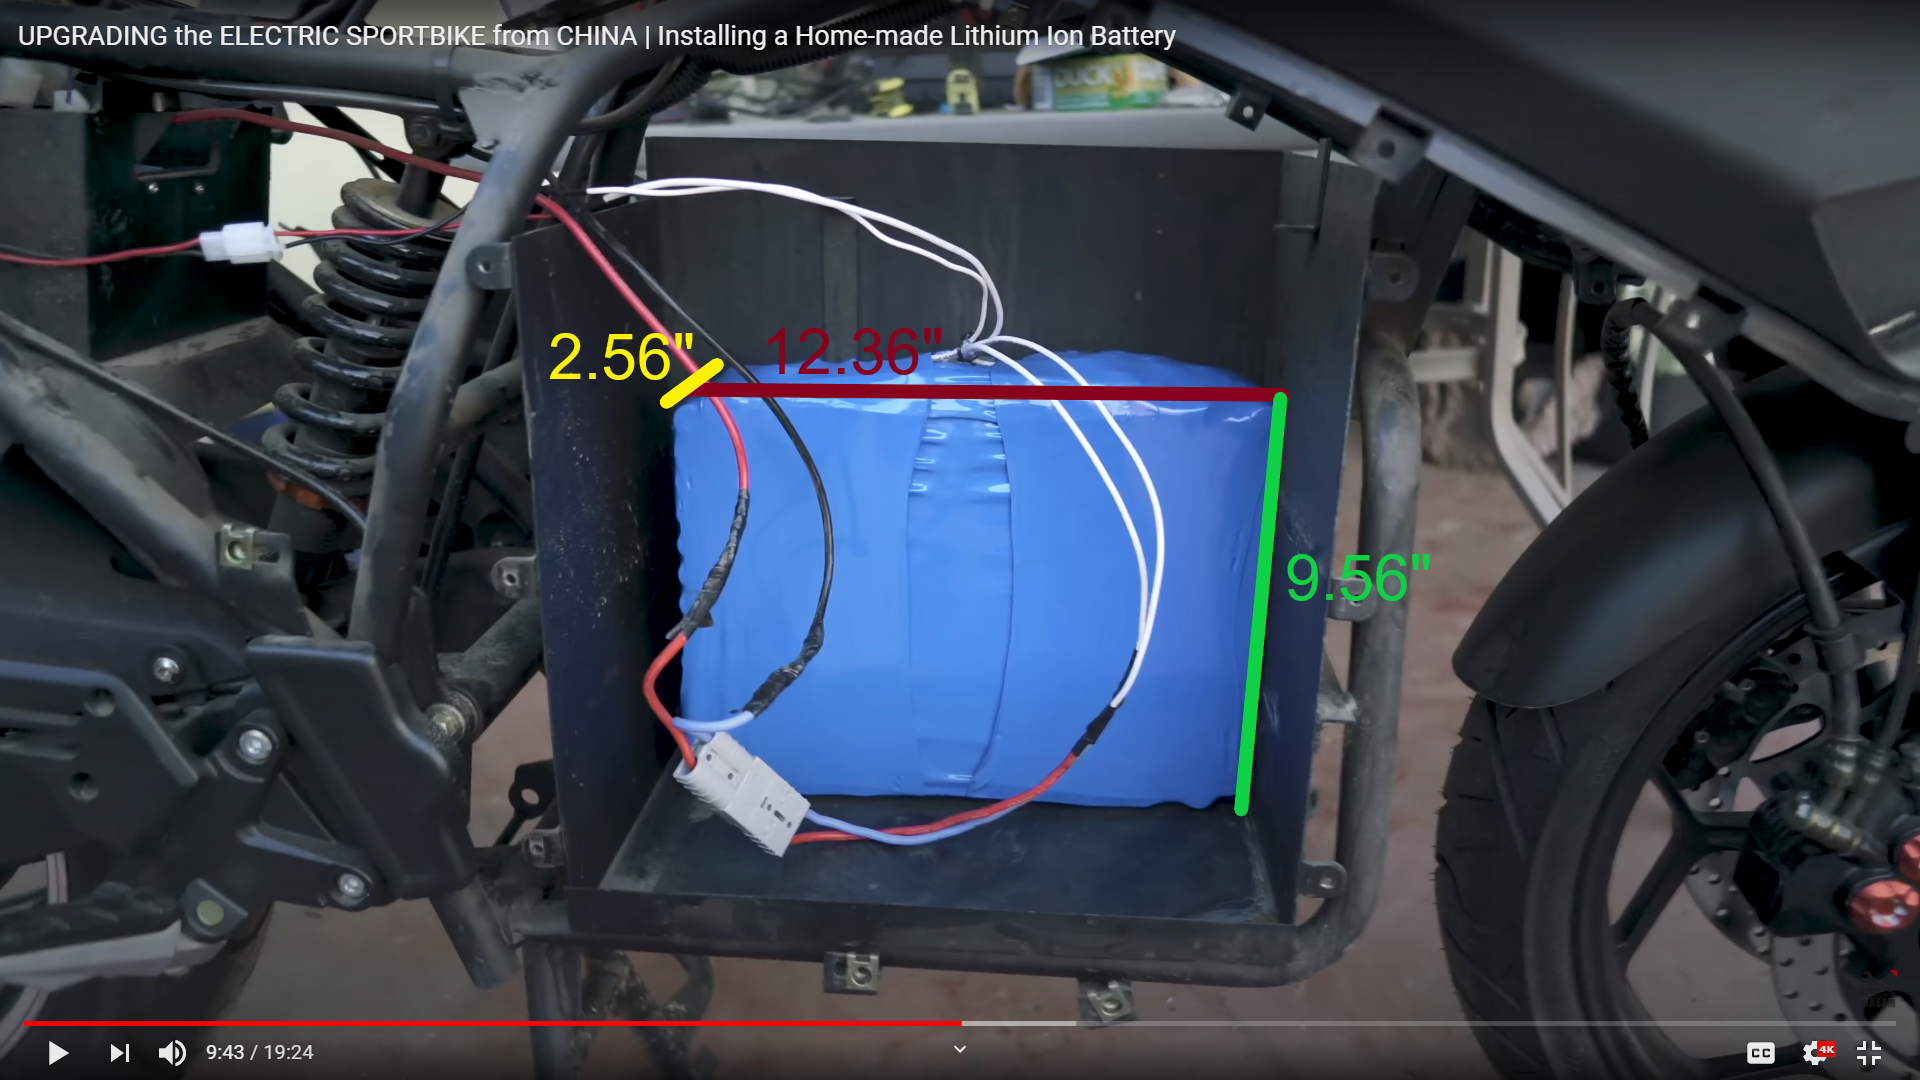 UPGRADING the ELECTRIC SPORTBIKE from CHINA | Installing a Home-made Lithium Ion Battery
DUCK
2.56"
12.36"
9.56"
9:43 / 19:24
CC
4K